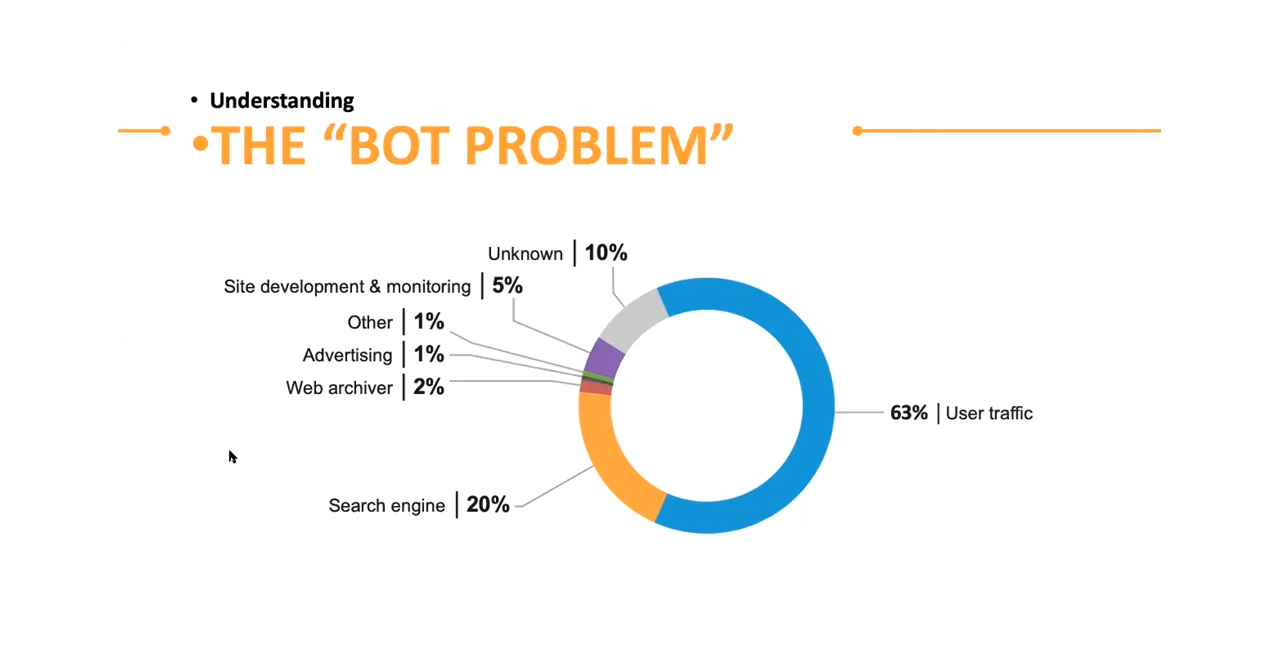 • Understanding
•THE “BOT PROBLEM”
Unknown | 10%
Site development & monitoring | 5%
Other | 1%
Advertising | 1%
Web archiver | 2%
63% | User traffic
Search engine | 20%